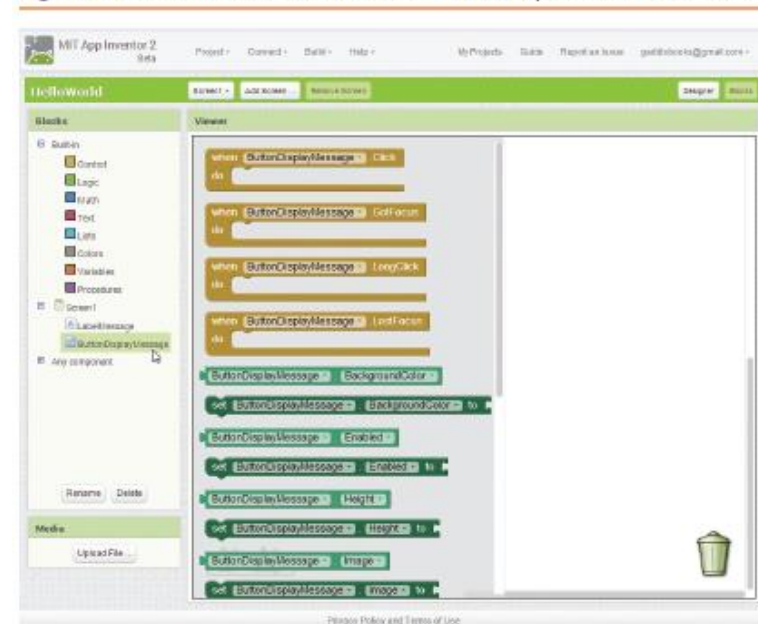 MIT App Inventor 2
Beta
Project Connect Build Help My Projects Guide Report an Issue gaddisbooks@gmail.com
HelloWorld Screen1 Add Screen ... Remove Screen Designer Blocks
Blocks
Viewer
Built-in
Control
Logic
Math
Text
Lists
Colors
Variables
Procedures
Screen1
LabelMessage
ButtonDisplayMessage
Any component
Rename Delete
Media
Upload File ...
when ButtonDisplayMessage .Click
do
when ButtonDisplayMessage .GotFocus
do
when ButtonDisplayMessage .LongClick
do
when ButtonDisplayMessage .LostFocus
do
ButtonDisplayMessage . BackgroundColor
set ButtonDisplayMessage . BackgroundColor to
ButtonDisplayMessage . Enabled
set ButtonDisplayMessage . Enabled to
ButtonDisplayMessage . Height
set ButtonDisplayMessage . Height to
ButtonDisplayMessage . Image
set ButtonDisplayMessage . Image to
Privacy Policy and Terms of Use